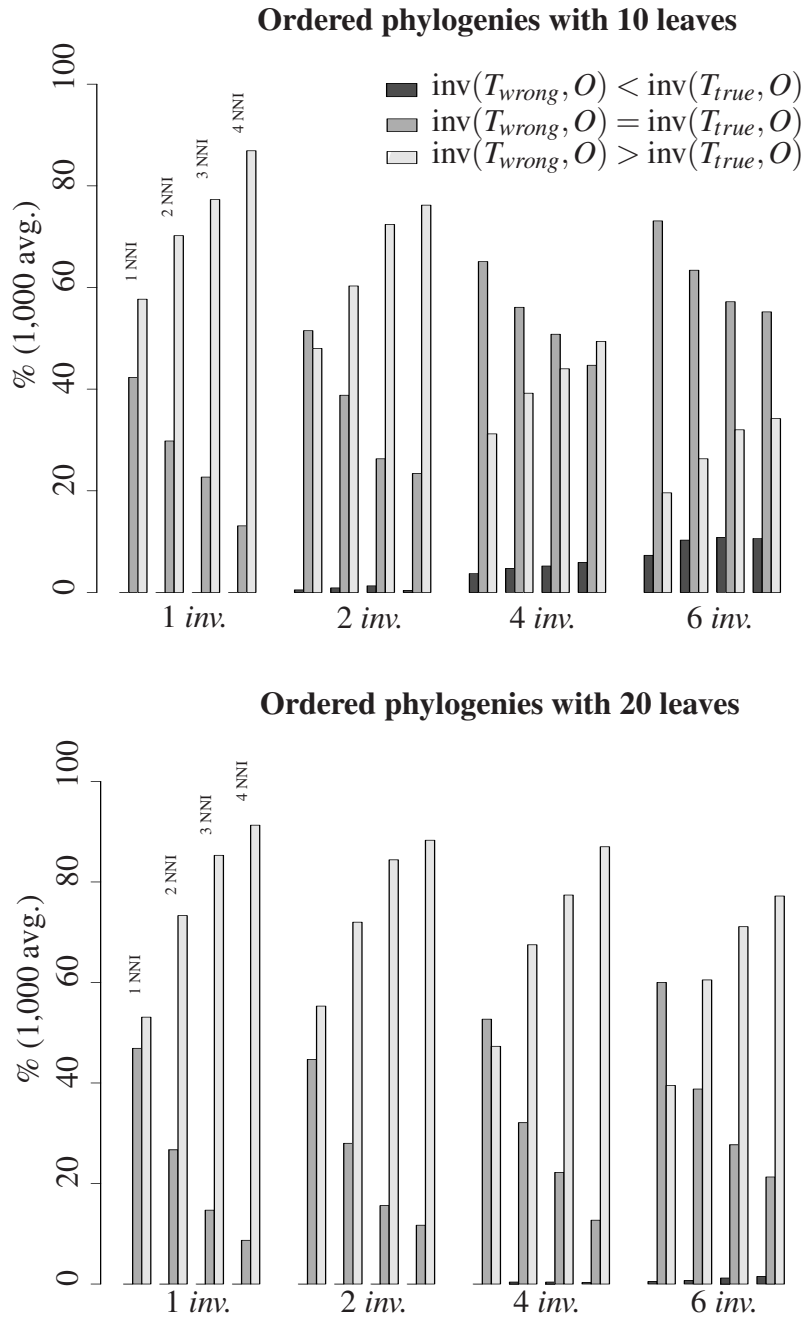 Ordered phylogenies with 10 leaves
inv(T_wrong, O) < inv(T_true, O)
inv(T_wrong, O) = inv(T_true, O)
inv(T_wrong, O) > inv(T_true, O)
% (1,000 avg.)
100
80
60
40
20
0
1 NNI
2 NNI
3 NNI
4 NNI
1 inv.
2 inv.
4 inv.
6 inv.
Ordered phylogenies with 20 leaves
% (1,000 avg.)
100
80
60
40
20
0
1 NNI
2 NNI
3 NNI
4 NNI
1 inv.
2 inv.
4 inv.
6 inv.